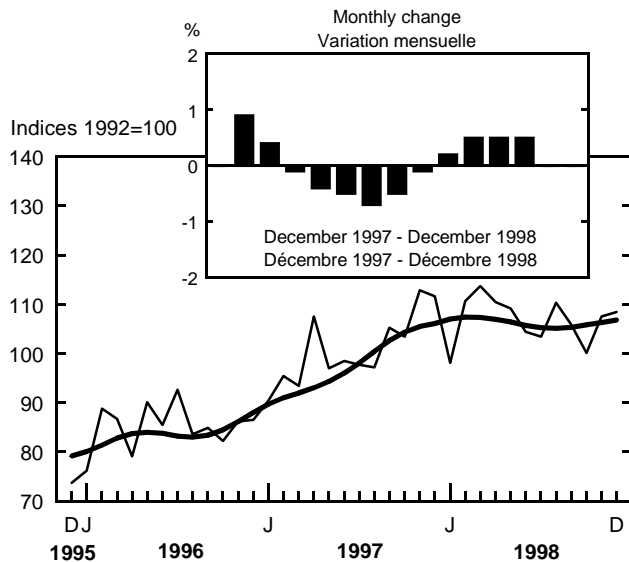 Monthly change
Variation mensuelle
%
2
1
0
-1
-2
December 1997 - December 1998
Décembre 1997 - Décembre 1998
Indices 1992=100
140
130
120
110
100
90
80
70
D J J J D
1995 1996 1997 1998